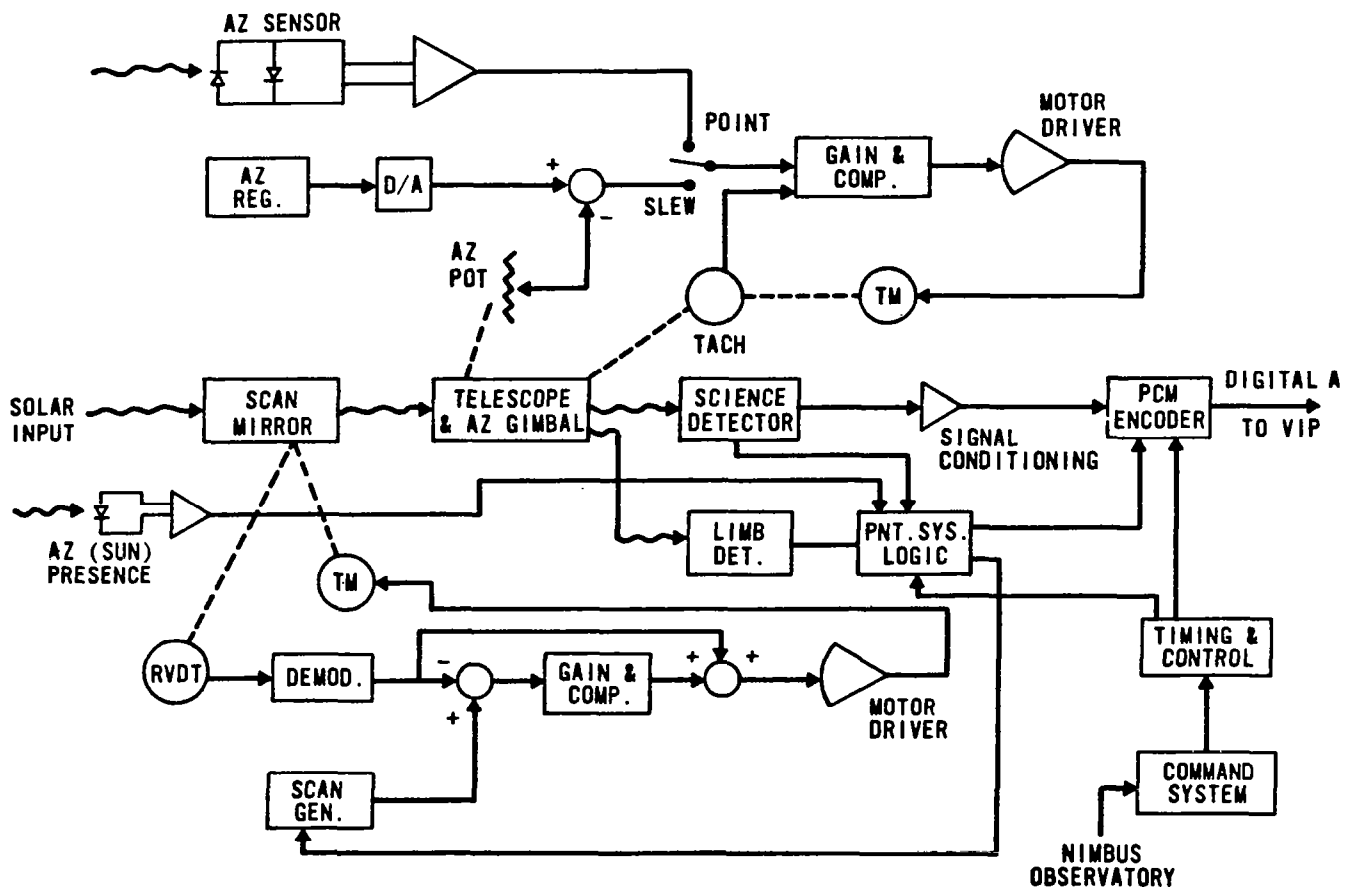 AZ SENSOR
POINT
MOTOR
DRIVER
GAIN &
COMP.
AZ
REG.
D/A
+
-
SLEW
AZ
POT
TACH
TM
SOLAR
INPUT
SCAN
MIRROR
TELESCOPE
& AZ GIMBAL
SCIENCE
DETECTOR
SIGNAL
CONDITIONING
PCM
ENCODER
DIGITAL A
TO VIP
AZ (SUN)
PRESENCE
LIMB
DET.
PNT.SYS.
LOGIC
TM
TIMING &
CONTROL
RVDT
DEMOD.
-
+
GAIN &
COMP.
+
+
MOTOR
DRIVER
SCAN
GEN.
COMMAND
SYSTEM
NIMBUS
OBSERVATORY